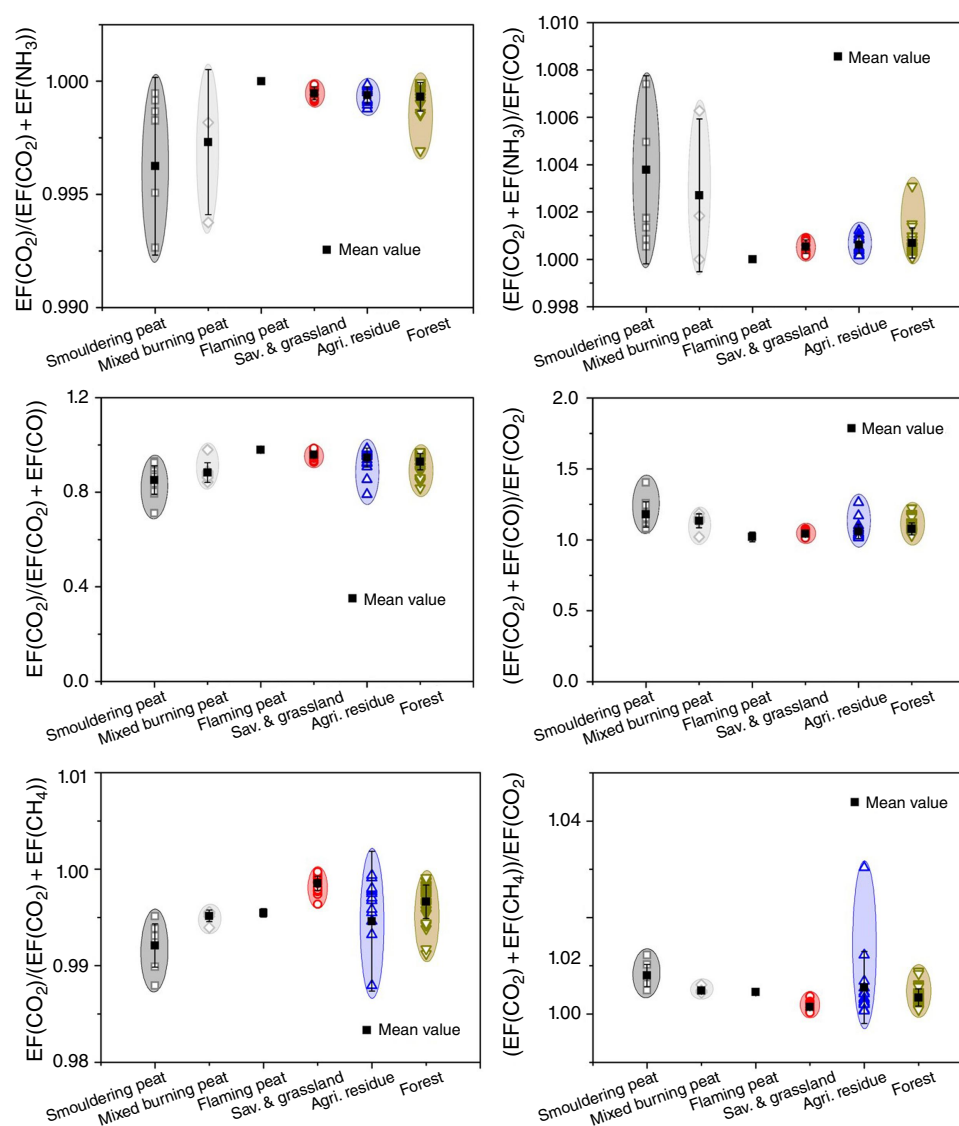 EF(CO₂)/(EF(CO₂) + EF(NH₃))
1.000
0.995
0.990
Mean value
Smouldering peat
Mixed burning peat
Flaming peat
Sav. & grassland
Agri. residue
Forest
(EF(CO₂) + EF(NH₃))/EF(CO₂)
1.010
1.008
1.006
1.004
1.002
1.000
0.998
Mean value
Smouldering peat
Mixed burning peat
Flaming peat
Sav. & grassland
Agri. residue
Forest
EF(CO₂)/(EF(CO₂) + EF(CO))
1.2
0.8
0.4
0.0
Mean value
Smouldering peat
Mixed burning peat
Flaming peat
Sav. & grassland
Agri. residue
Forest
(EF(CO₂) + EF(CO))/EF(CO₂)
2.0
1.5
1.0
0.5
0.0
Mean value
Smouldering peat
Mixed burning peat
Flaming peat
Sav. & grassland
Agri. residue
Forest
EF(CO₂)/(EF(CO₂) + EF(CH₄))
1.01
1.00
0.99
0.98
Mean value
Smouldering peat
Mixed burning peat
Flaming peat
Sav. & grassland
Agri. residue
Forest
(EF(CO₂) + EF(CH₄))/EF(CO₂)
1.04
1.02
1.00
Mean value
Smouldering peat
Mixed burning peat
Flaming peat
Sav. & grassland
Agri. residue
Forest